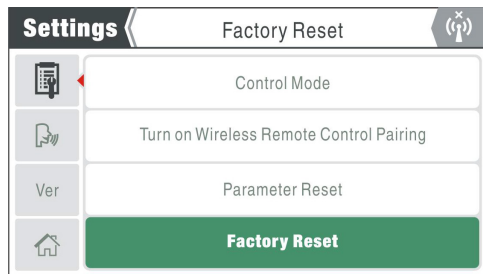 Settings
Factory Reset
Control Mode
Turn on Wireless Remote Control Pairing
Ver
Parameter Reset
Factory Reset